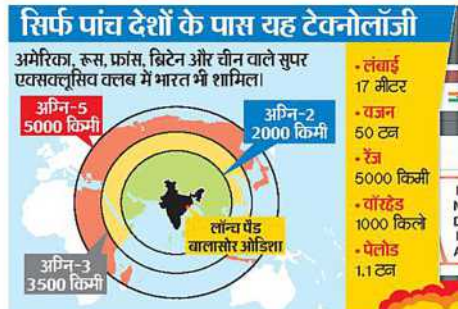 सिर्फ पांच देशों के पास यह टेक्नोलॉजी
अमेरिका, रूस, फ्रांस, ब्रिटेन और चीन वाले सुपर
एक्सक्लूसिव क्लब में भारत भी शामिल।
अग्नि-5
5000 किमी
अग्नि-2
2000 किमी
लॉन्च पैड
बालासोर ओडिशा
अग्नि-3
3500 किमी
• लंबाई
17 मीटर
• वजन
50 टन
• रेंज
5000 किमी
• वॉरहेड
1000 किलो
• पेलोड
1.1 टन